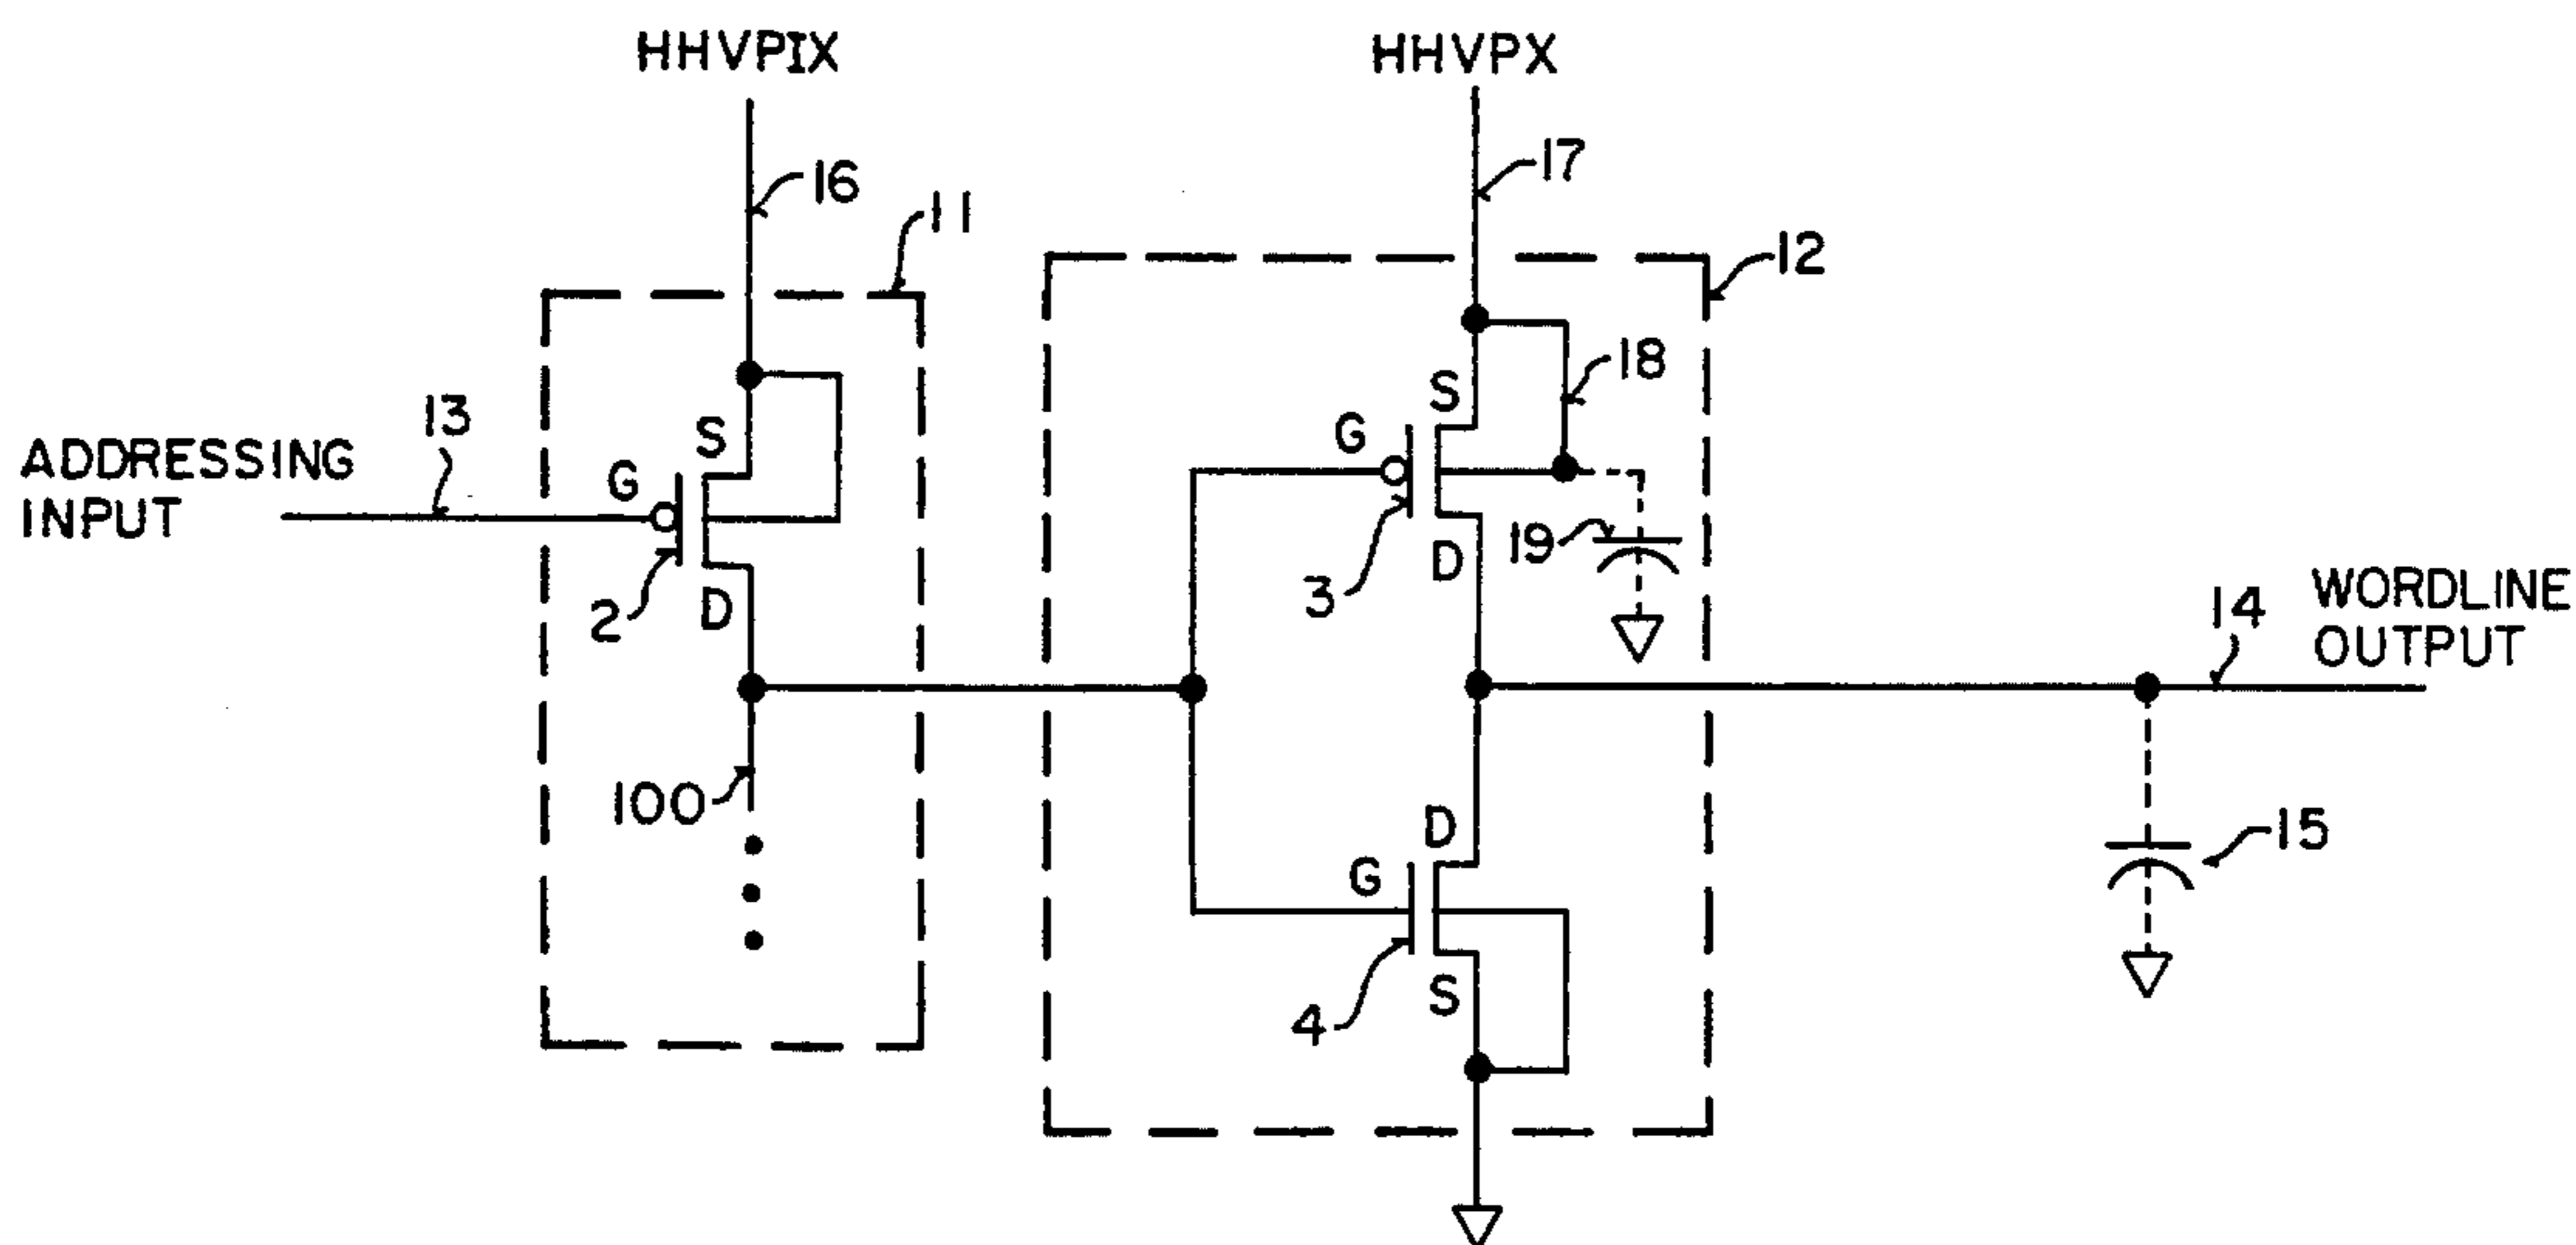 HHVPIX
HHVPX
16
17
11
12
18
13
S
S
G
ADDRESSING
INPUT
G
19
D
3
2
D
14
WORDLINE
OUTPUT
100
D
15
G
S
4